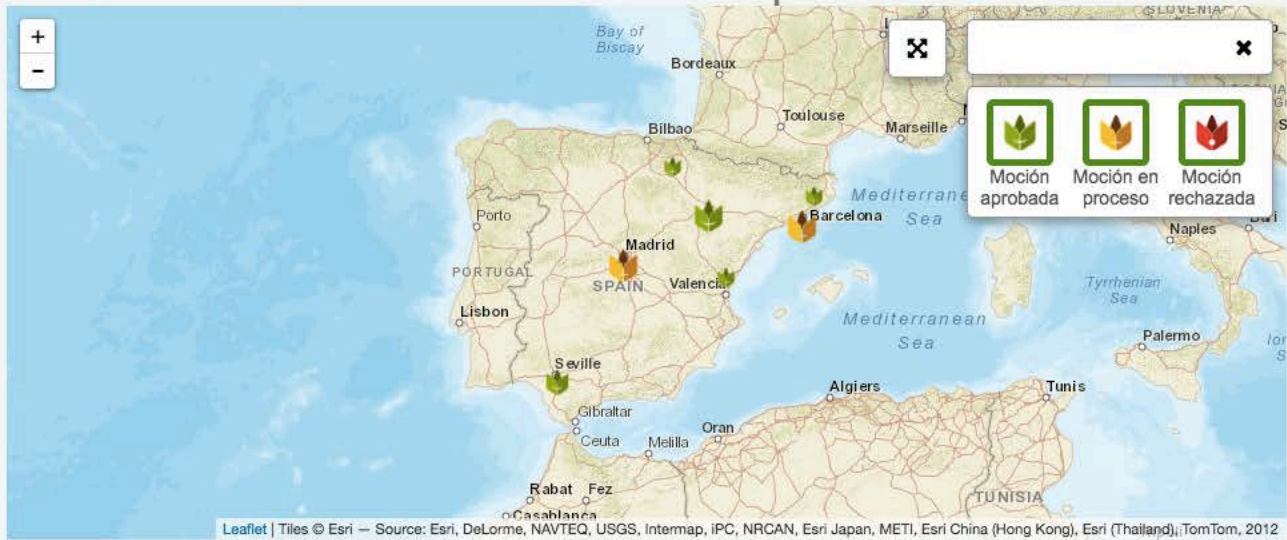 +
−
Bay of
Biscay
Bordeaux
Toulouse
Marseille
SLOVENIA
Bilbao
Porto
PORTUGAL
Lisbon
Madrid
SPAIN
Valencia
Barcelona
Mediterranean
Sea
Mediterranean
Sea
Seville
Gibraltar
Ceuta
Melilla
Oran
Algiers
Tunis
TUNISIA
Rabat
Fez
Casablanca
Naples
Tyrrhenian
Sea
Palermo
Moción
aprobada
Moción en
proceso
Moción
rechazada
Leaflet | Tiles © Esri — Source: Esri, DeLorme, NAVTEQ, USGS, Intermap, iPC, NRCAN, Esri Japan, METI, Esri China (Hong Kong), Esri (Thailand), TomTom, 2012